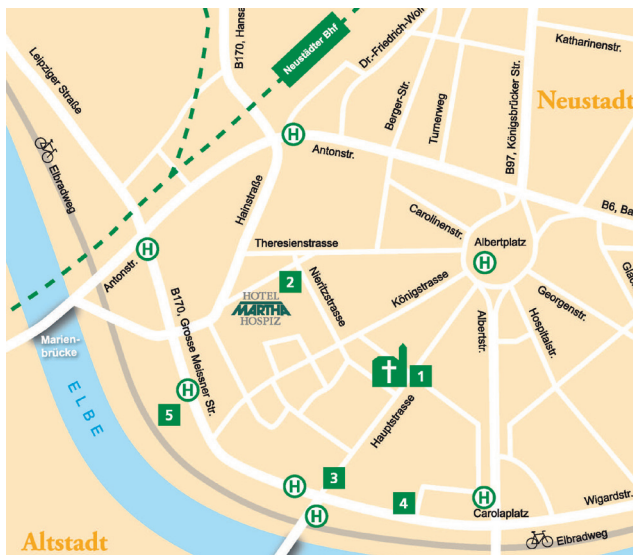 Leipziger Straße
B170, Hansa
Neustädter Bhf
Dr.-Friedrich-Wolf
Katharinenstr.
Neustadt
Berger-Str.
Turnerweg
B97, Königsbrücker Str.
Elbradweg
H
Antonstr.
Hainstraße
Carolinenstr.
B6, Ba
Theresienstrasse
Albertplatz
H
H
Antonstr.
2
HOTEL
MARTHA
HOSPIZ
Nieritzstrasse
Königstrasse
Georgenstr.
Hospitalstr.
Albertstr.
Marien-
brücke
B170, Grosse Meissner Str.
1
H
5
Hauptstrasse
ELBE
3
H
4
H
H
Carolaplatz
Wigardstr.
Altstadt
Elbradweg